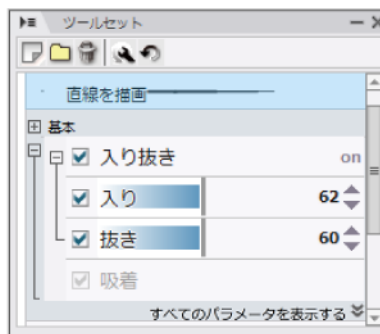 ツールセット
直線を描画
基本
入り抜き on
入り 62
抜き 60
吸着
すべてのパラメータを表示する